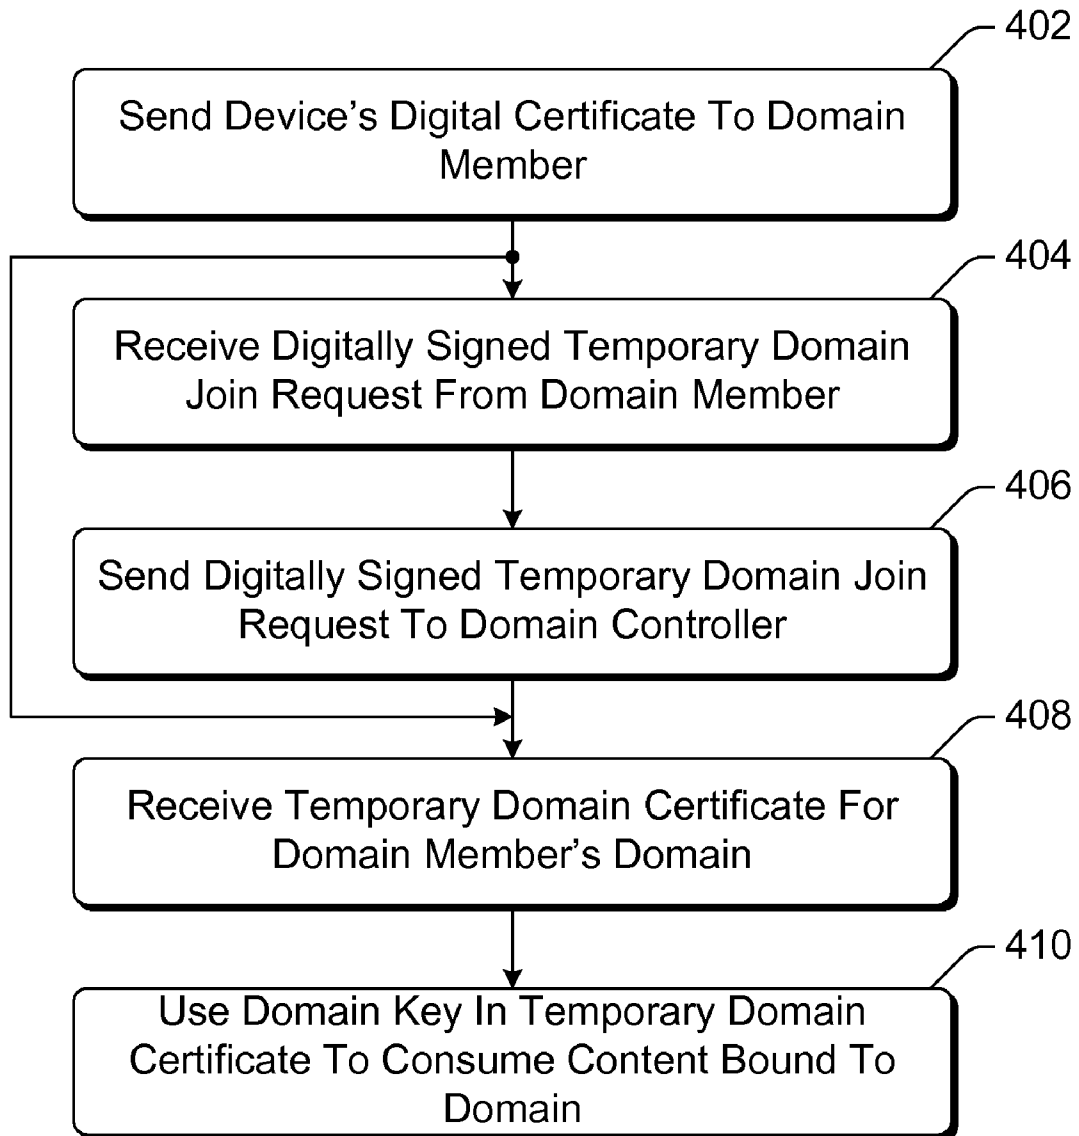 402
Send Device’s Digital Certificate To Domain
Member
404
Receive Digitally Signed Temporary Domain
Join Request From Domain Member
406
Send Digitally Signed Temporary Domain Join
Request To Domain Controller
408
Receive Temporary Domain Certificate For
Domain Member’s Domain
410
Use Domain Key In Temporary Domain
Certificate To Consume Content Bound To
Domain